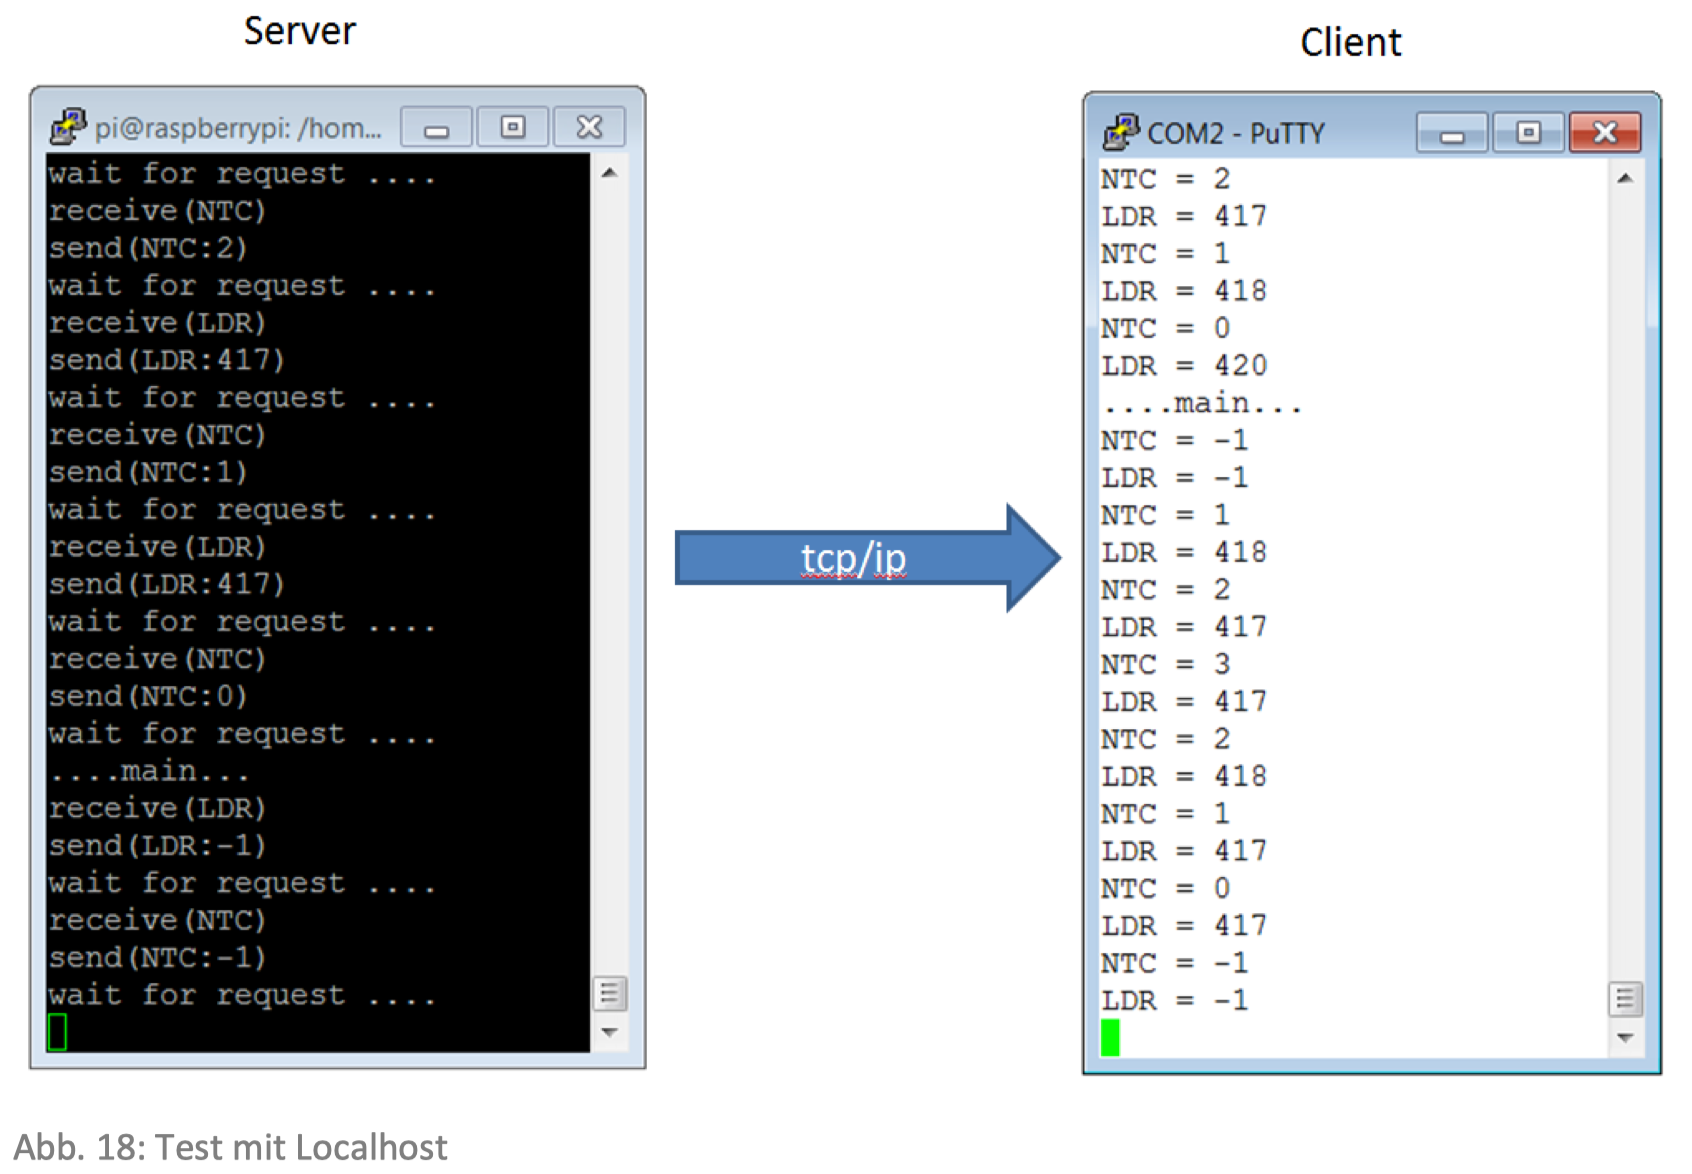 Server
pi@raspberrypi: /hom...
wait for request ....
receive(NTC)
send(NTC:2)
wait for request ....
receive(LDR)
send(LDR:417)
wait for request ....
receive(NTC)
send(NTC:1)
wait for request ....
receive(LDR)
send(LDR:417)
wait for request ....
receive(NTC)
send(NTC:0)
wait for request ....
....main...
receive(LDR)
send(LDR:-1)
wait for request ....
receive(NTC)
send(NTC:-1)
wait for request ....
tcp/ip
Client
COM2 - PuTTY
NTC = 2
LDR = 417
NTC = 1
LDR = 418
NTC = 0
LDR = 420
....main...
NTC = -1
LDR = -1
NTC = 1
LDR = 418
NTC = 2
LDR = 417
NTC = 3
LDR = 417
NTC = 2
LDR = 418
NTC = 1
LDR = 417
NTC = 0
LDR = 417
NTC = -1
LDR = -1
Abb. 18: Test mit Localhost